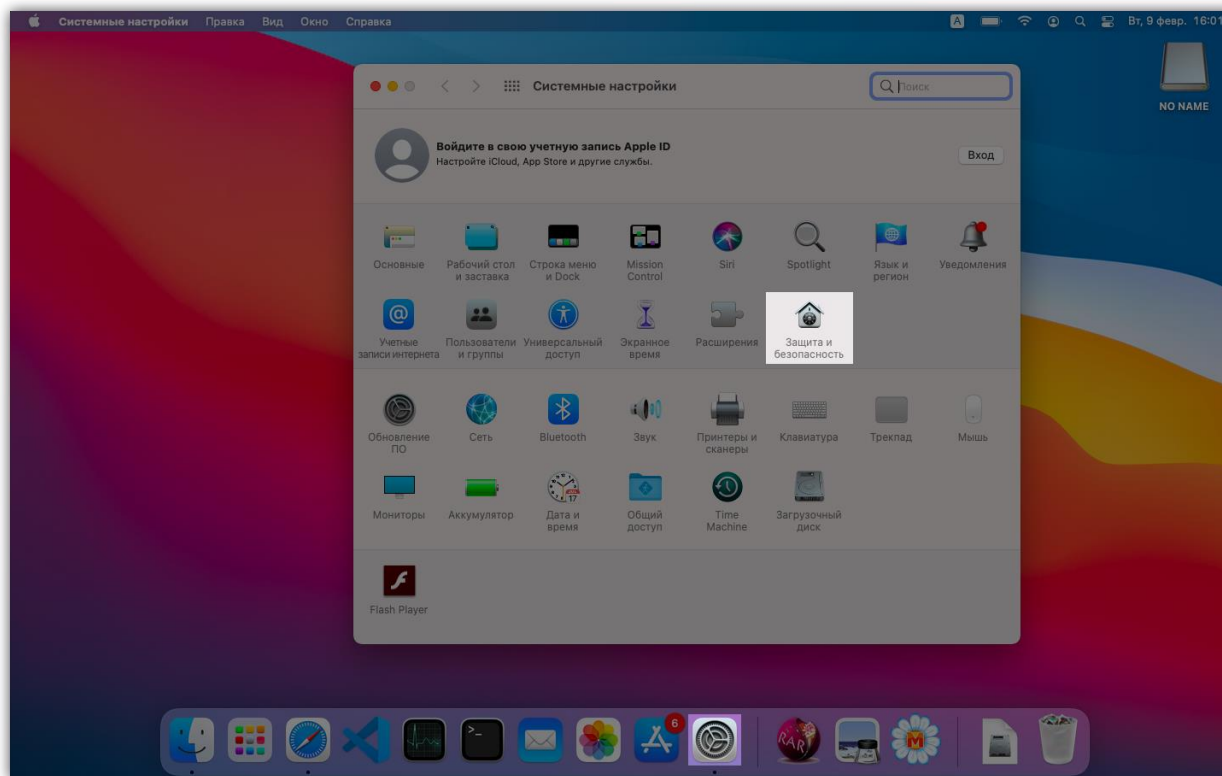 Системные настройки Правка Вид Окно Справка
A Вт, 9 февр. 16:01
NO NAME
Системные настройки
Поиск
Войдите в свою учетную запись Apple ID
Настройте iCloud, App Store и другие службы.
Вход
Основные
Рабочий стол
и заставка
Строка меню
и Dock
Mission
Control
Siri
Spotlight
Язык и
регион
Уведомления
Учетные
записи интернета
Пользователи
и группы
Универсальный
доступ
Экранное
время
Расширения
Защита и
безопасность
Обновление
ПО
Сеть
Bluetooth
Звук
Принтеры и
сканеры
Клавиатура
Трекпад
Мышь
Мониторы
Аккумулятор
Дата и
время
Общий
доступ
Time
Machine
Загрузочный
диск
Flash Player
6
RAR
M